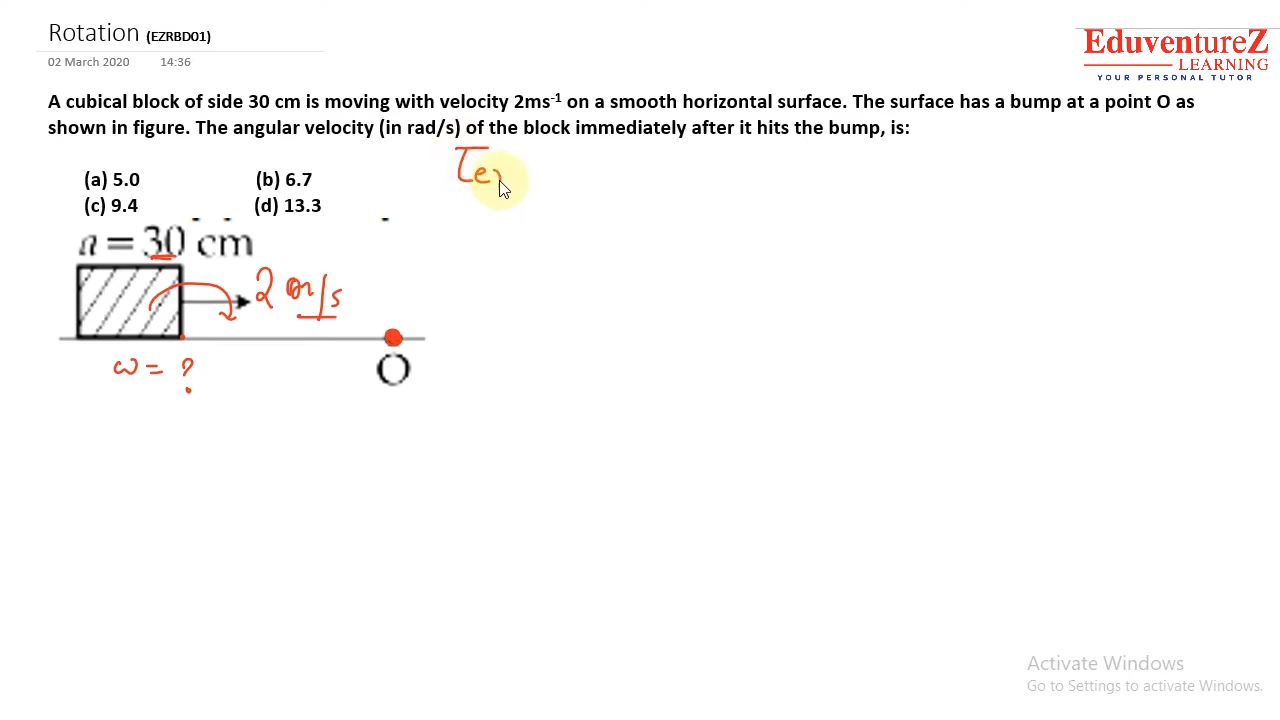 Rotation (EZRBD01)
02 March 2020 14:36
EduventureZ
LEARNING
YOUR PERSONAL TUTOR
A cubical block of side 30 cm is moving with velocity 2ms⁻¹ on a smooth horizontal surface. The surface has a bump at a point O as
shown in figure. The angular velocity (in rad/s) of the block immediately after it hits the bump, is:
(a) 5.0 (b) 6.7
(c) 9.4 (d) 13.3
a = 30 cm
2 m/s
ω = ?
O
Activate Windows
Go to Settings to activate Windows.